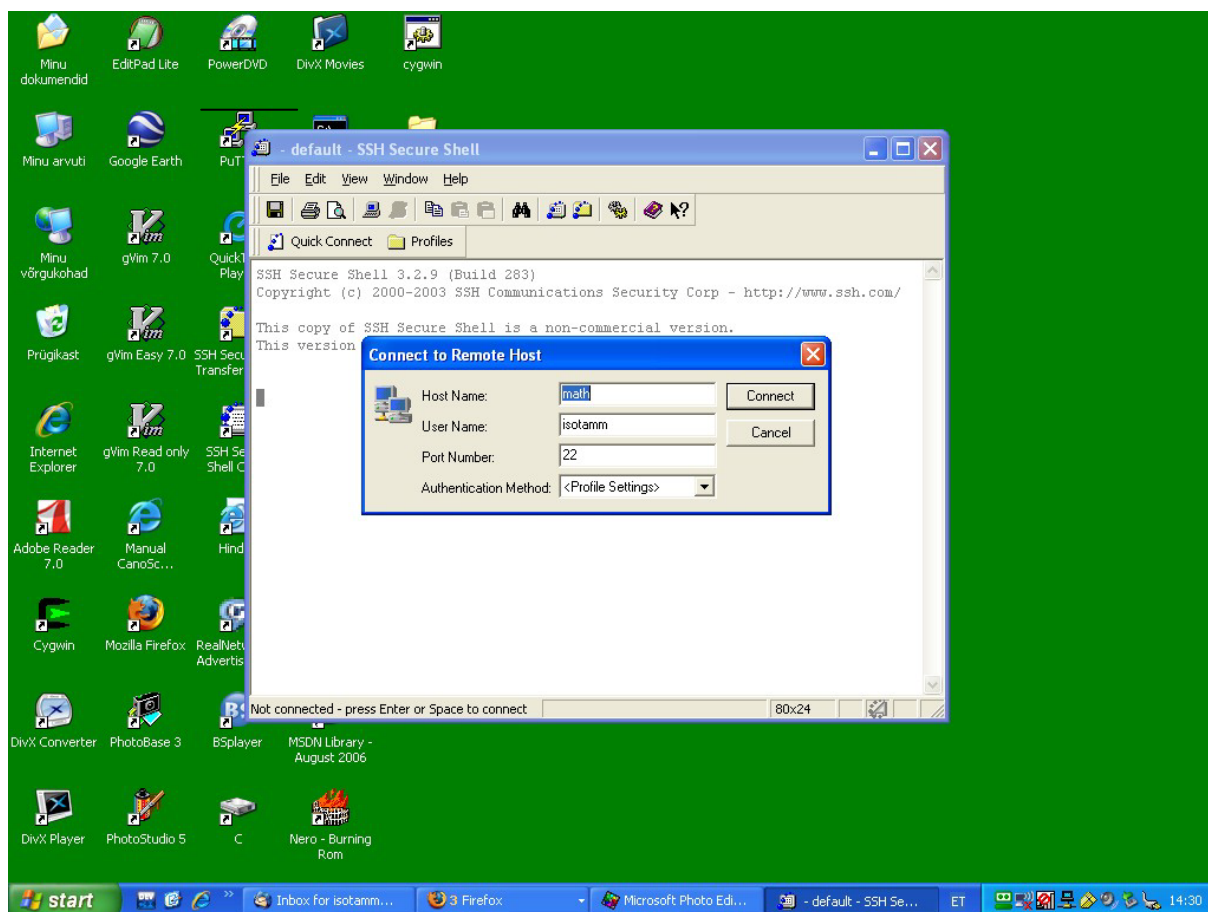 Minu dokumendid
EditPad Lite
PowerDVD
DivX Movies
cygwin
Minu arvuti
Google Earth
Minu võrgukohad
gVim 7.0
Prügikast
gVim Easy 7.0
Transfer
Internet Explorer
gVim Read only 7.0
Adobe Reader 7.0
Manual CanoSc...
Cygwin
Mozilla Firefox
DivX Converter
PhotoBase 3
BSplayer
MSDN Library - August 2006
DivX Player
PhotoStudio 5
C
Nero - Burning Rom
- default - SSH Secure Shell
File Edit View Window Help
Quick Connect Profiles
SSH Secure Shell 3.2.9 (Build 283)
Copyright (c) 2000-2003 SSH Communications Security Corp - http://www.ssh.com/
This copy of SSH Secure Shell is a non-commercial version.
This version
Connect to Remote Host
Host Name: math
Connect
User Name: isotamm
Cancel
Port Number: 22
Authentication Method: <Profile Settings>
Not connected - press Enter or Space to connect
80x24
start
Inbox for isotamm...
3 Firefox
Microsoft Photo Edi...
- default - SSH Se...
ET
14:30